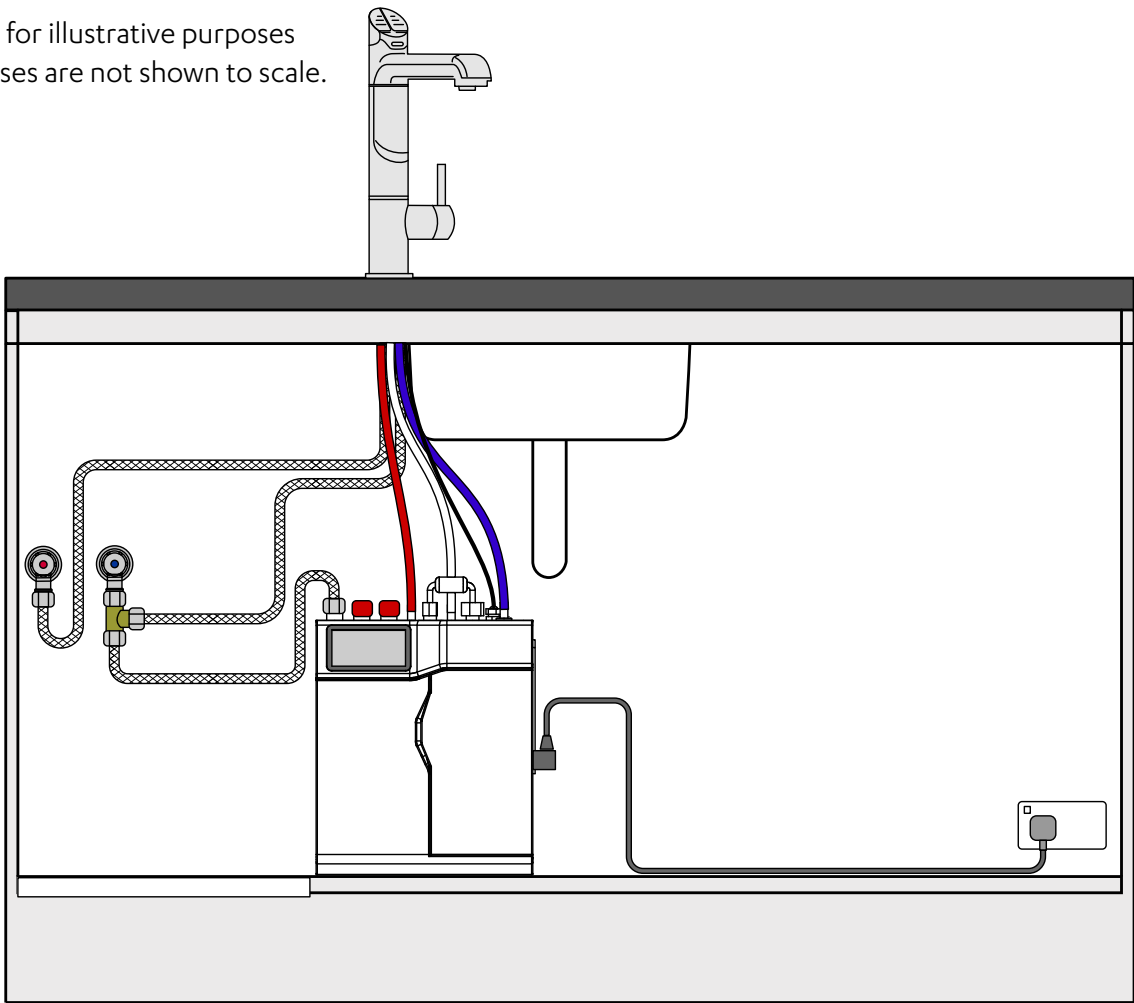 for illustrative purposes
ses are not shown to scale.